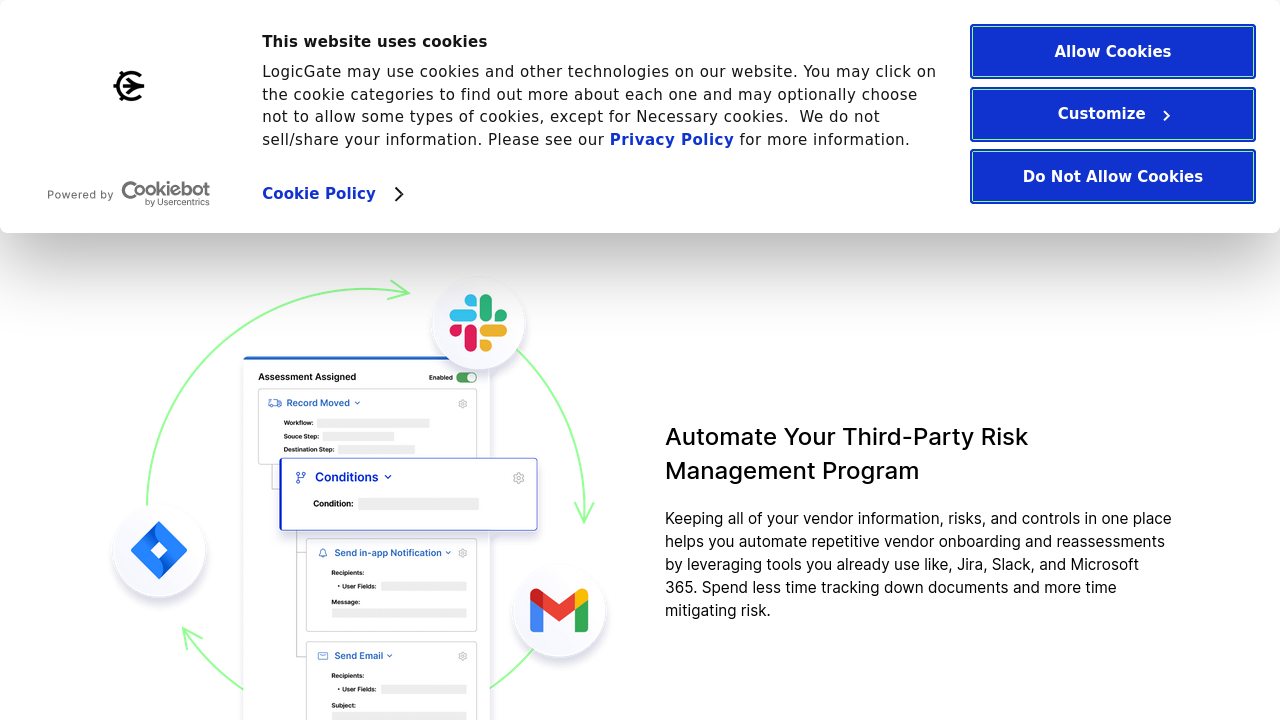 This website uses cookies
LogicGate may use cookies and other technologies on our website. You may click on
the cookie categories to find out more about each one and may optionally choose
not to allow some types of cookies, except for Necessary cookies.  We do not
sell/share your information. Please see our Privacy Policy for more information.
Cookie Policy
Powered by Cookiebot
by Usercentrics
Allow Cookies
Customize
Do Not Allow Cookies
Assessment Assigned
Enabled
Record Moved
Workflow:
Souce Step:
Destination Step:
Conditions
Condition:
Send in-app Notification
Recipients:
• User Fields:
Message:
Send Email
Recipients:
• User Fields:
Subject:
Automate Your Third-Party Risk
Management Program
Keeping all of your vendor information, risks, and controls in one place
helps you automate repetitive vendor onboarding and reassessments
by leveraging tools you already use like, Jira, Slack, and Microsoft
365. Spend less time tracking down documents and more time
mitigating risk.